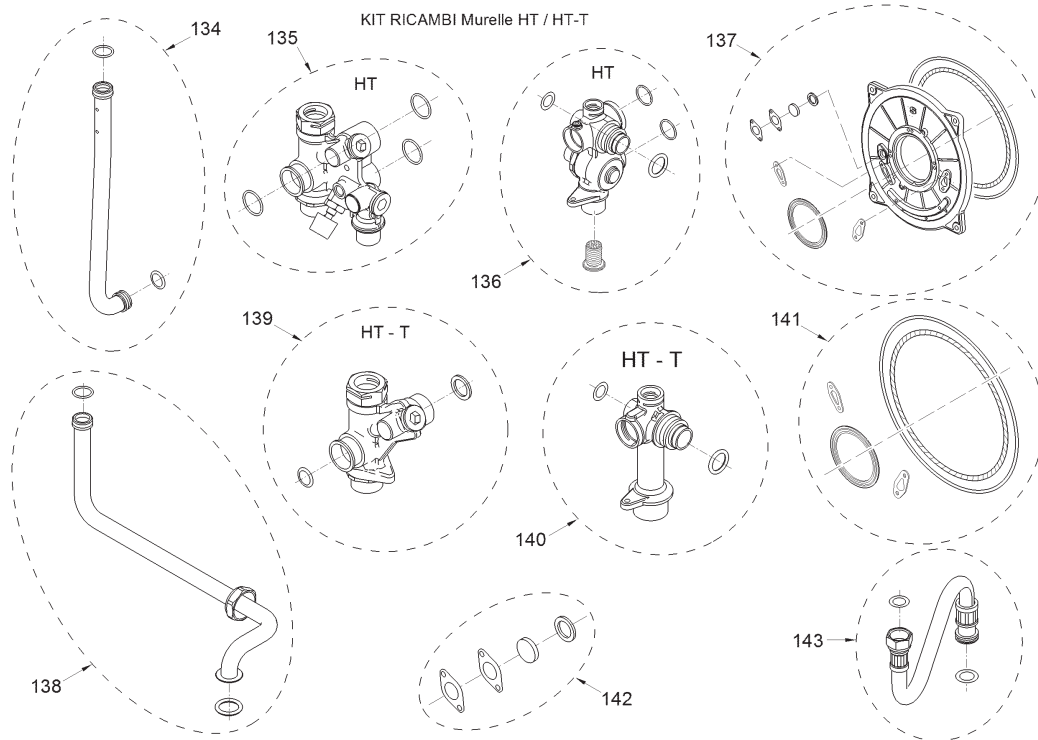 KIT RICAMBI Murelle HT / HT-T
134
135
HT
HT
137
136
139
HT - T
HT - T
141
140
138
142
143